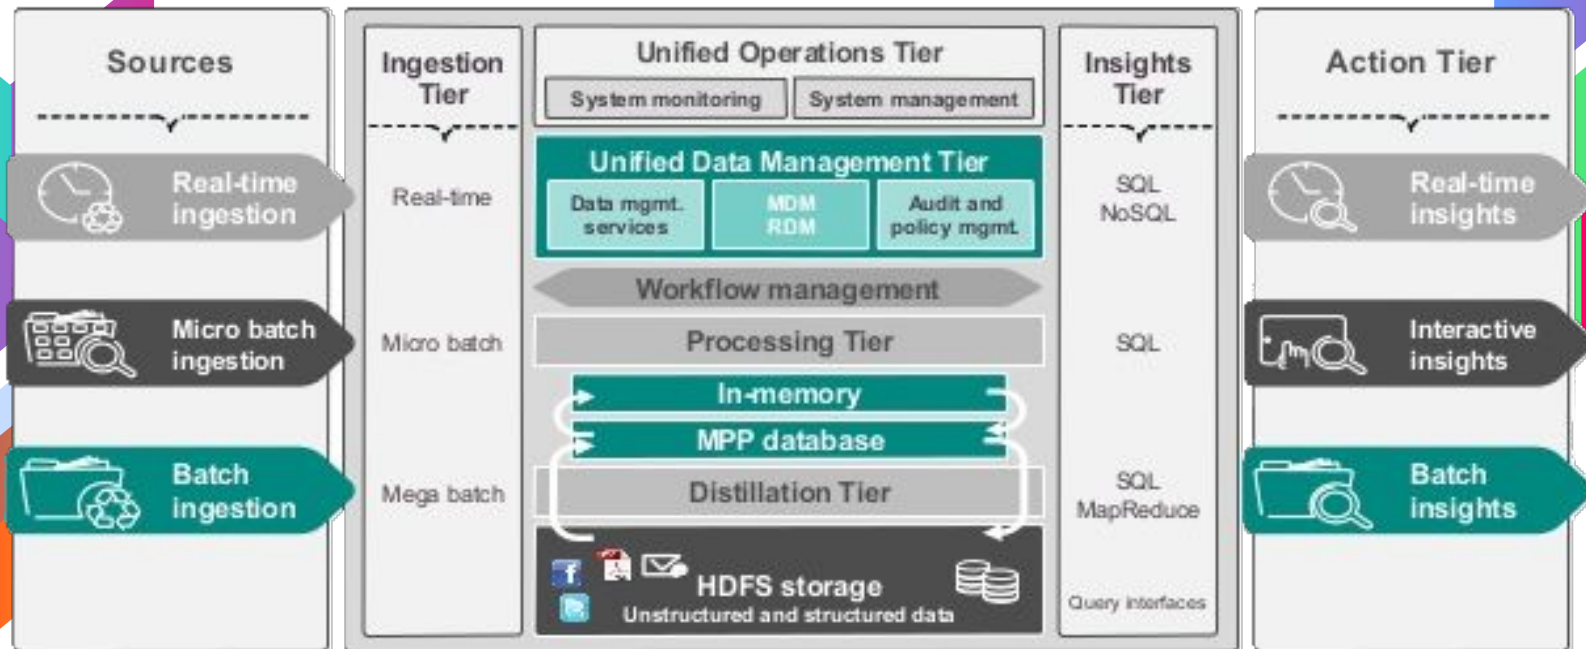 Sources
Real-time
ingestion
Micro batch
ingestion
Batch
ingestion
Ingestion
Tier
Real-time
Micro batch
Mega batch
Unified Operations Tier
System monitoring
System management
Unified Data Management Tier
Data mgmt.
services
MDM
RDM
Audit and
policy mgmt.
Workflow management
Processing Tier
In-memory
MPP database
Distillation Tier
f
HDFS storage
Unstructured and structured data
Insights
Tier
SQL
NoSQL
SQL
SQL
MapReduce
Query interfaces
Action Tier
Real-time
insights
Interactive
insights
Batch
insights